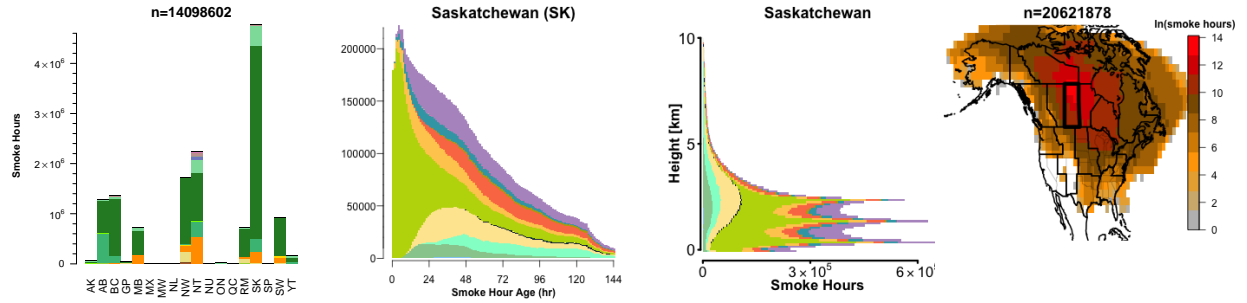 n=14098602
Smoke Hours
4×10⁶
3×10⁶
2×10⁶
10⁶
0
AK AB BC GP MB MX MW NL NW NT NU ON QC RM SK SP SW YT
Saskatchewan (SK)
200000
150000
100000
50000
0
0 24 48 72 96 120 144
Smoke Hour Age (hr)
Saskatchewan
Height [km]
10
5
0
0 3×10⁵
Smoke Hours
n=20621878
ln(smoke hours)
14
12
10
8
6
4
2
0